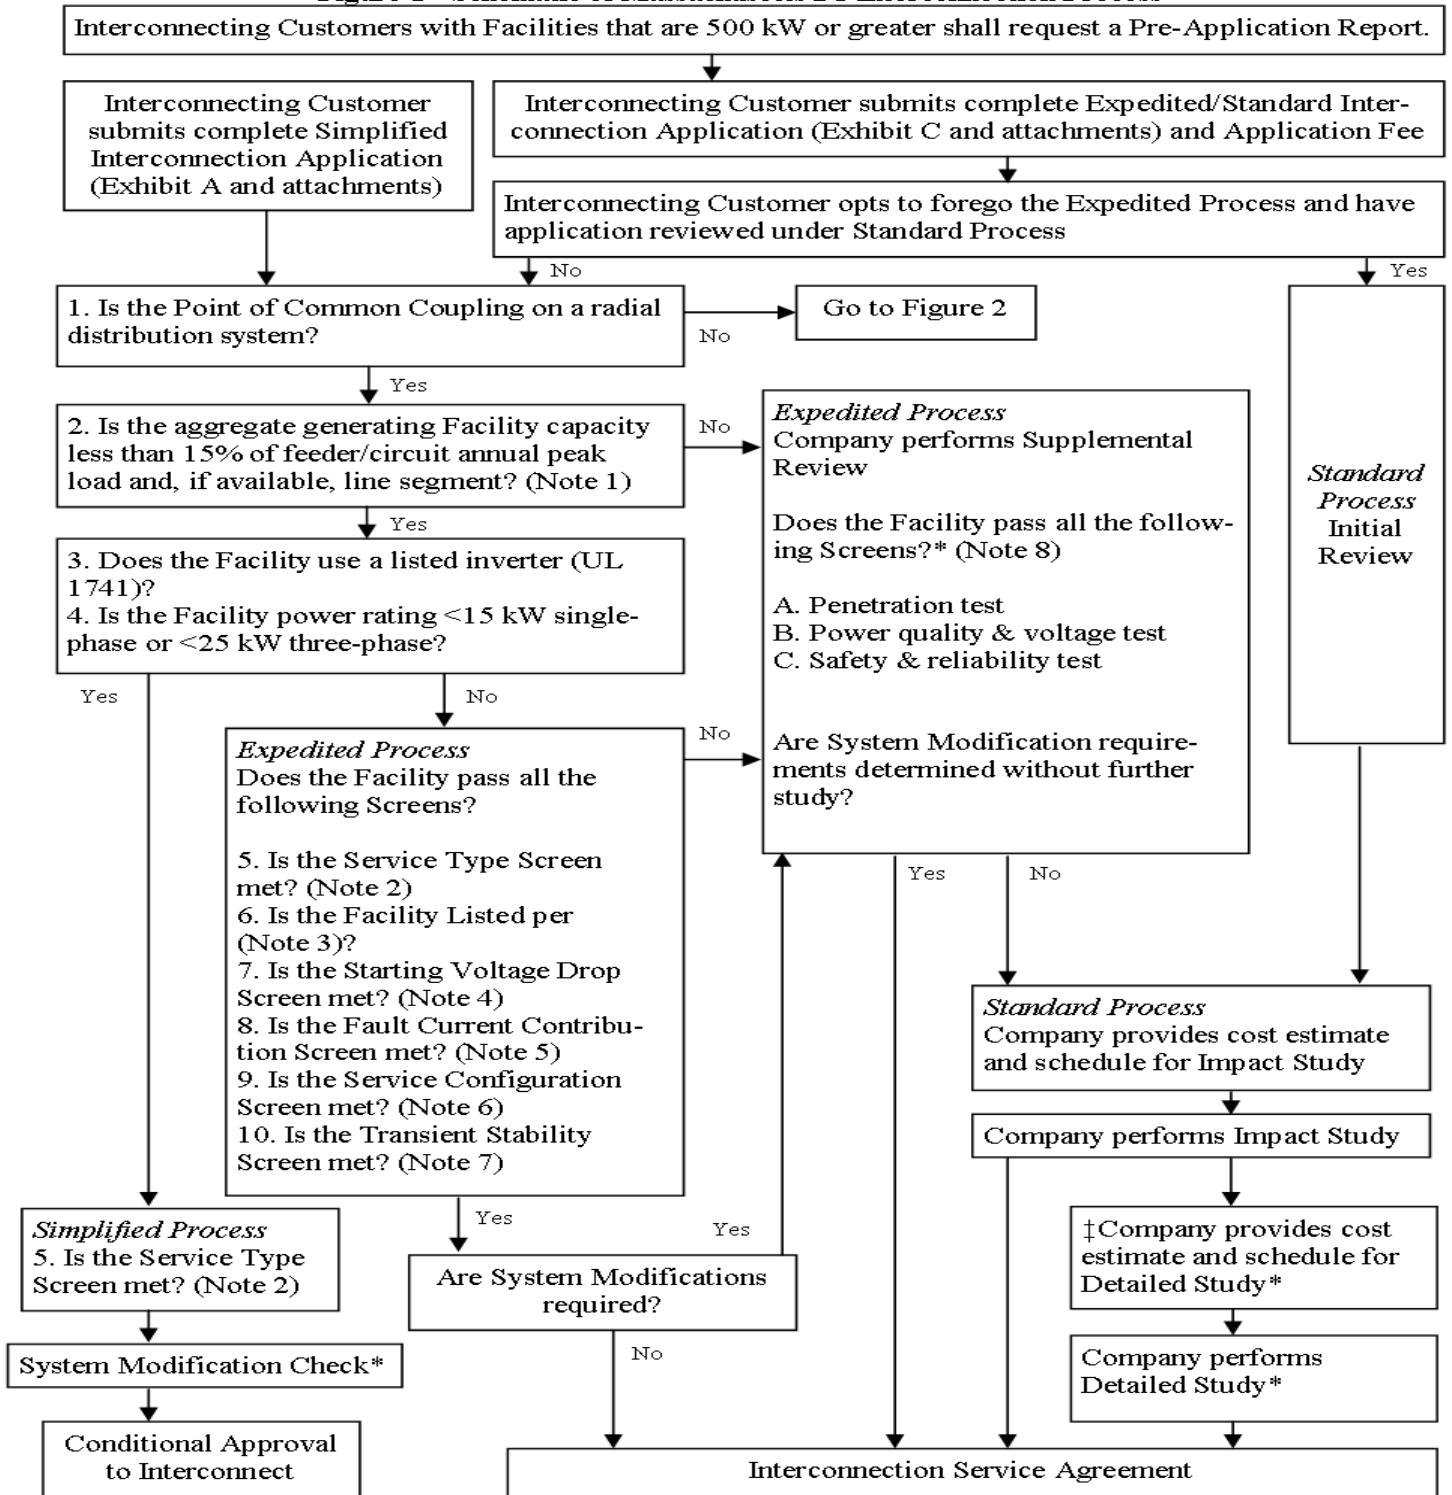 Interconnecting Customers with Facilities that are 500 kW or greater shall request a Pre-Application Report.
Interconnecting Customer
submits complete Simplified
Interconnection Application
(Exhibit A and attachments)
Interconnecting Customer submits complete Expedited/Standard Inter-
connection Application (Exhibit C and attachments) and Application Fee
Interconnecting Customer opts to forego the Expedited Process and have
application reviewed under Standard Process
No
Yes
1. Is the Point of Common Coupling on a radial
distribution system?
No
Go to Figure 2
Yes
2. Is the aggregate generating Facility capacity
less than 15% of feeder/circuit annual peak
load and, if available, line segment? (Note 1)
No
Yes
3. Does the Facility use a listed inverter (UL
1741)?
4. Is the Facility power rating <15 kW single-
phase or <25 kW three-phase?
Yes
No
Expedited Process
Company performs Supplemental
Review
Does the Facility pass all the follow-
ing Screens?* (Note 8)
A. Penetration test
B. Power quality & voltage test
C. Safety & reliability test
Are System Modification require-
ments determined without further
study?
Yes
No
Standard
Process
Initial
Review
Expedited Process
Does the Facility pass all the
following Screens?
5. Is the Service Type Screen
met? (Note 2)
6. Is the Facility Listed per
(Note 3)?
7. Is the Starting Voltage Drop
Screen met? (Note 4)
8. Is the Fault Current Contribu-
tion Screen met? (Note 5)
9. Is the Service Configuration
Screen met? (Note 6)
10. Is the Transient Stability
Screen met? (Note 7)
No
Yes
Are System Modifications
required?
Yes
No
Standard Process
Company provides cost estimate
and schedule for Impact Study
Company performs Impact Study
‡Company provides cost
estimate and schedule for
Detailed Study*
Company performs
Detailed Study*
Simplified Process
5. Is the Service Type
Screen met? (Note 2)
System Modification Check*
Conditional Approval
to Interconnect
Interconnection Service Agreement